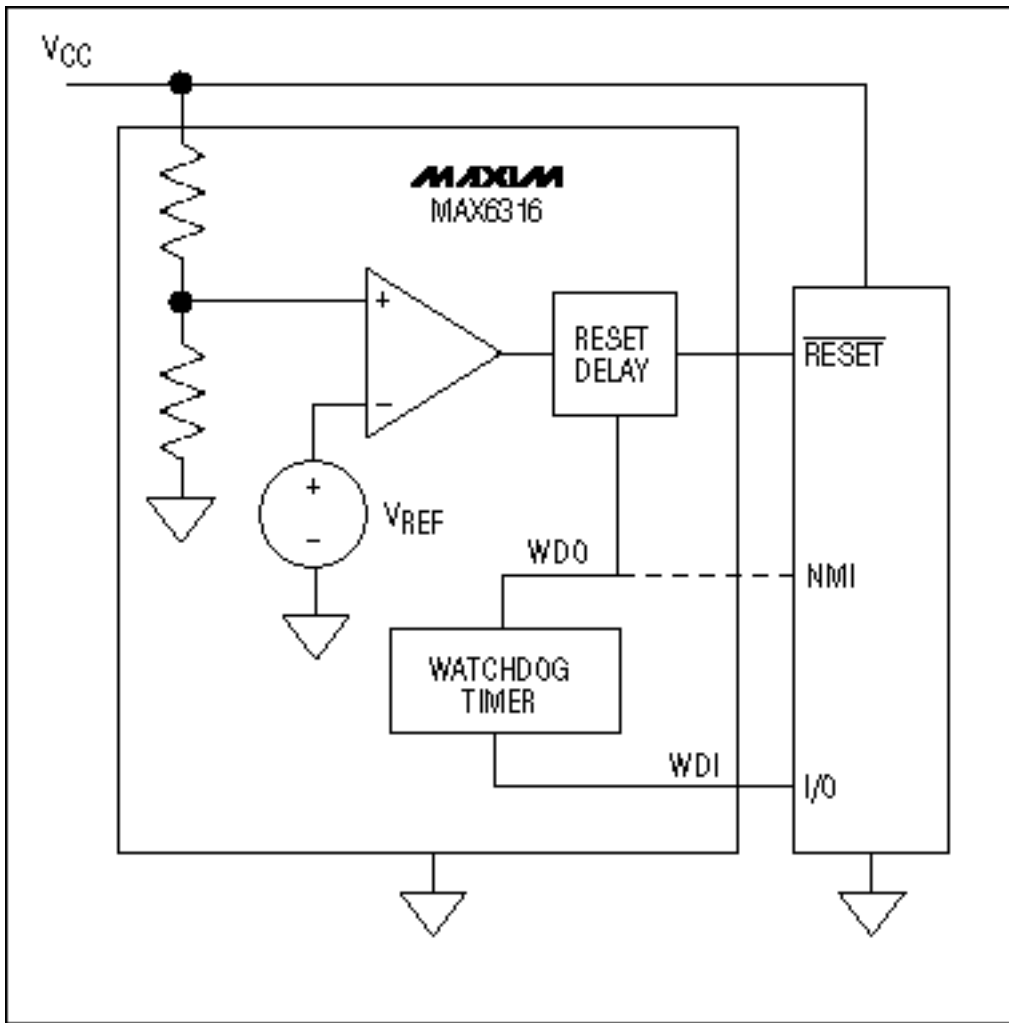 VCC
MAXIM
MAX6316
+
RESET
DELAY
RESET
−
+
VREF
−
WDO
NMI
WATCHDOG
TIMER
WDI
I/O